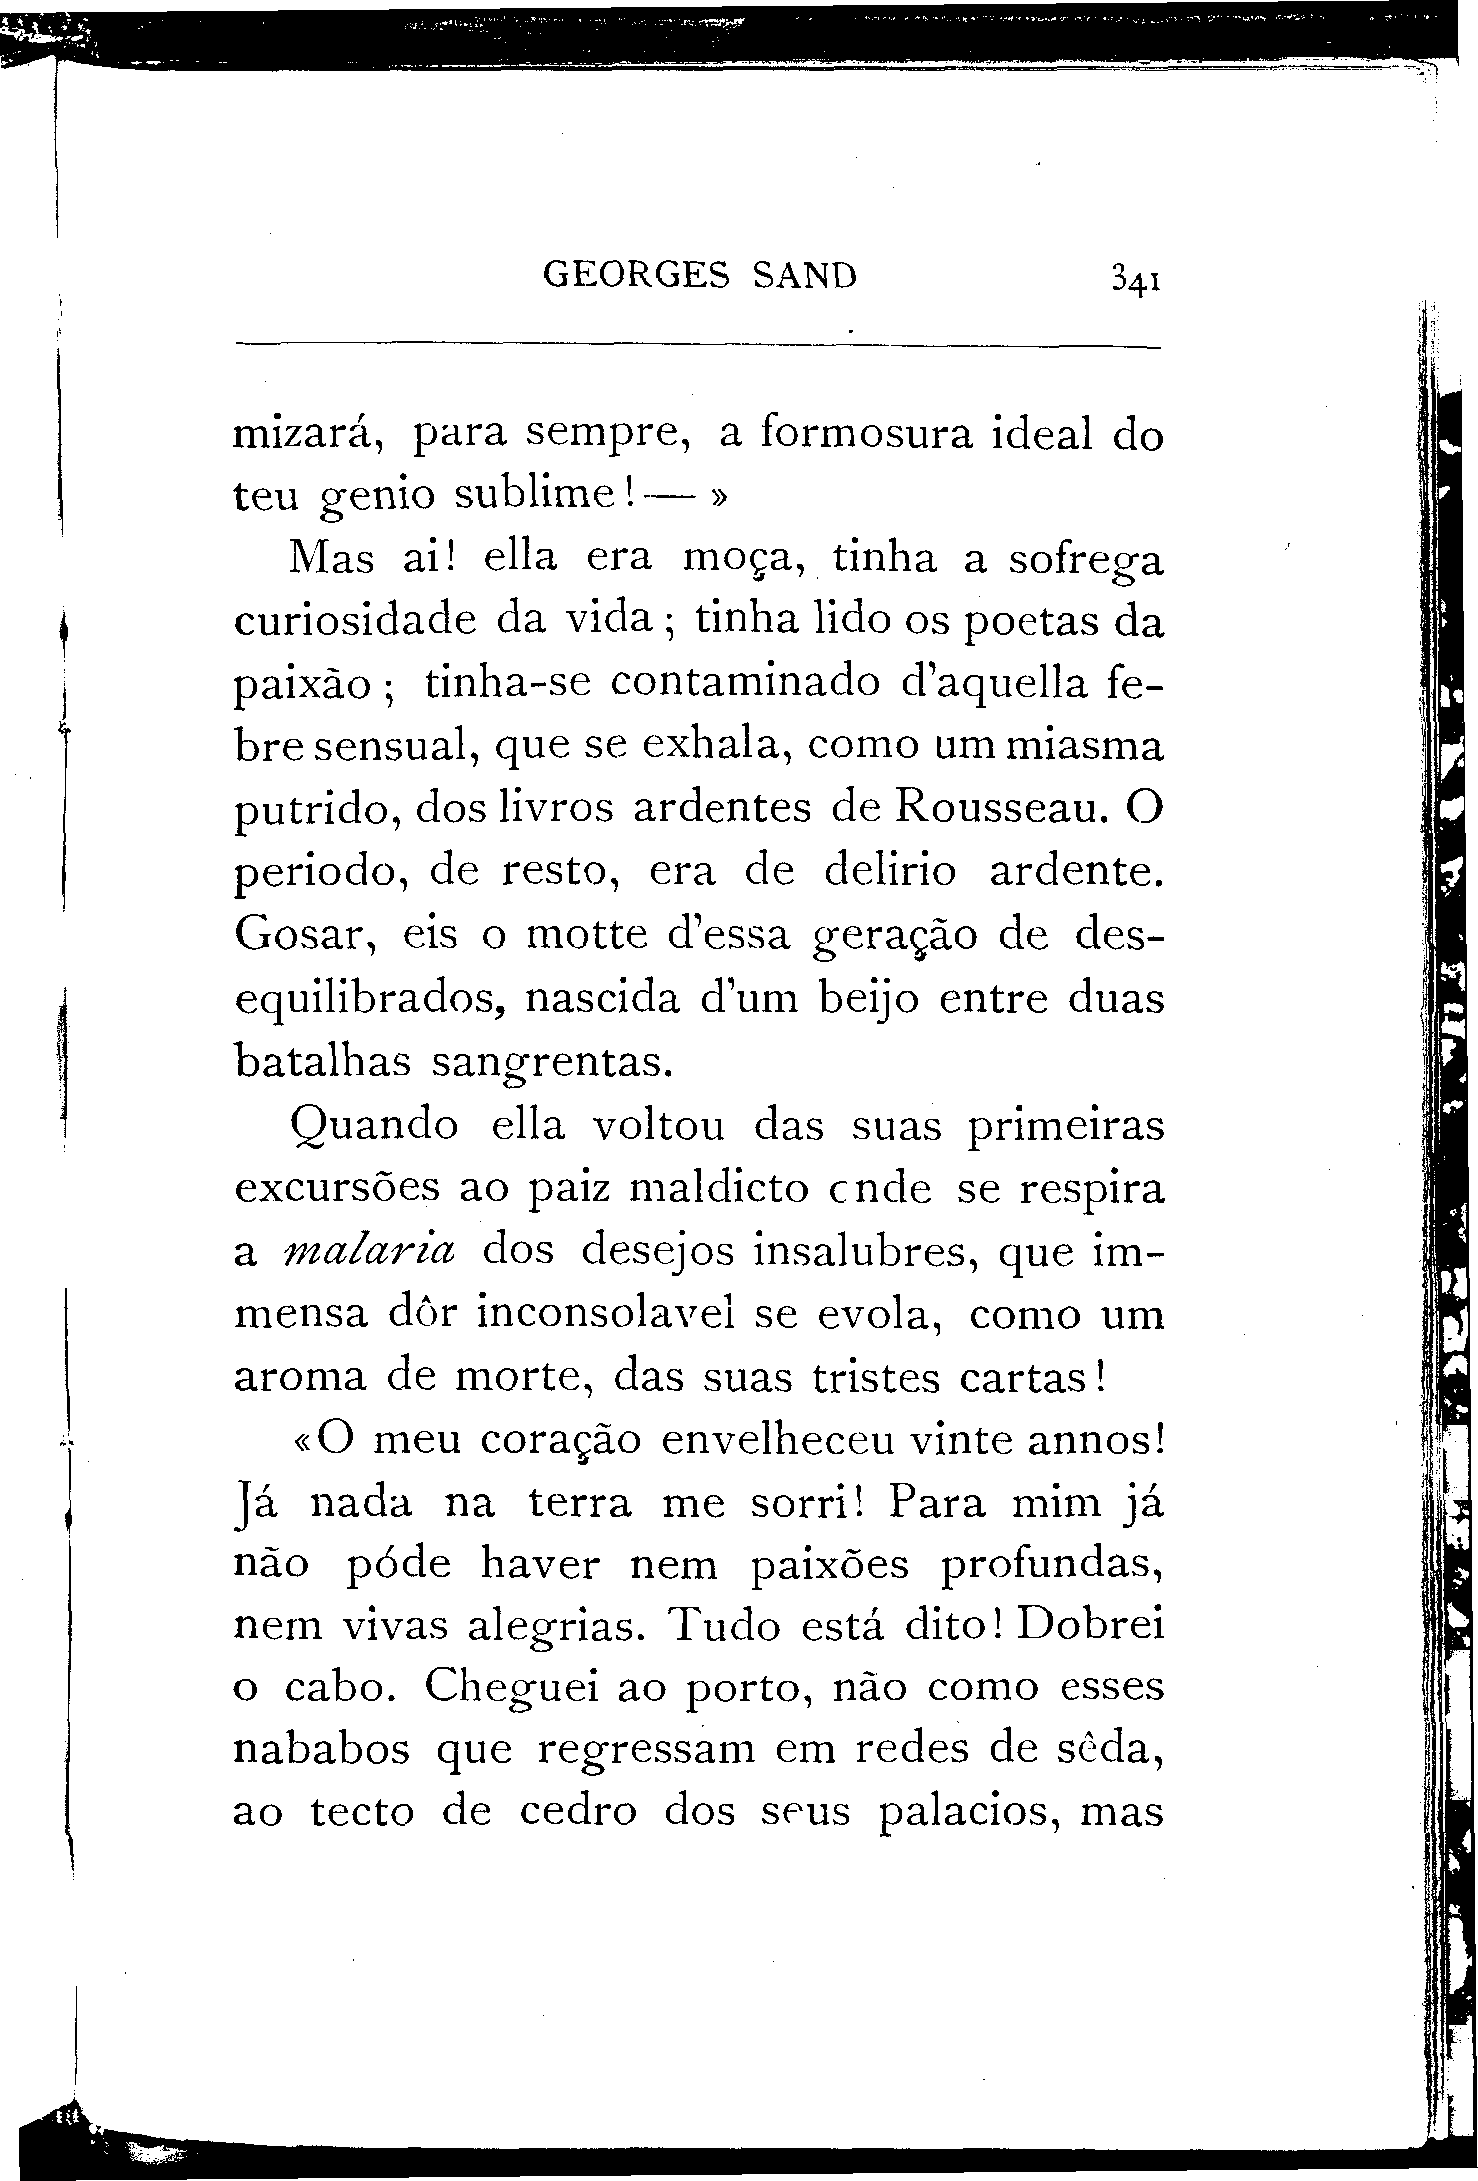 GEORGES SAND 341
mizará, para sempre, a formosura ideal do
teu genio sublime! — »
Mas ai! ella era moça, tinha a sofrega
curiosidade da vida; tinha lido os poetas da
paixão; tinha-se contaminado d'aquella fe-
bre sensual, que se exhala, como um miasma
putrido, dos livros ardentes de Rousseau. O
periodo, de resto, era de delirio ardente.
Gosar, eis o motte d'essa geração de des-
equilibrados, nascida d'um beijo entre duas
batalhas sangrentas.
Quando ella voltou das suas primeiras
excursões ao paiz maldicto onde se respira
a malaria dos desejos insalubres, que im-
mensa dôr inconsolavel se evola, como um
aroma de morte, das suas tristes cartas!
«O meu coração envelheceu vinte annos!
Já nada na terra me sorri! Para mim já
não póde haver nem paixões profundas,
nem vivas alegrias. Tudo está dito! Dobrei
o cabo. Cheguei ao porto, não como esses
nababos que regressam em redes de sêda,
ao tecto de cedro dos seus palacios, mas